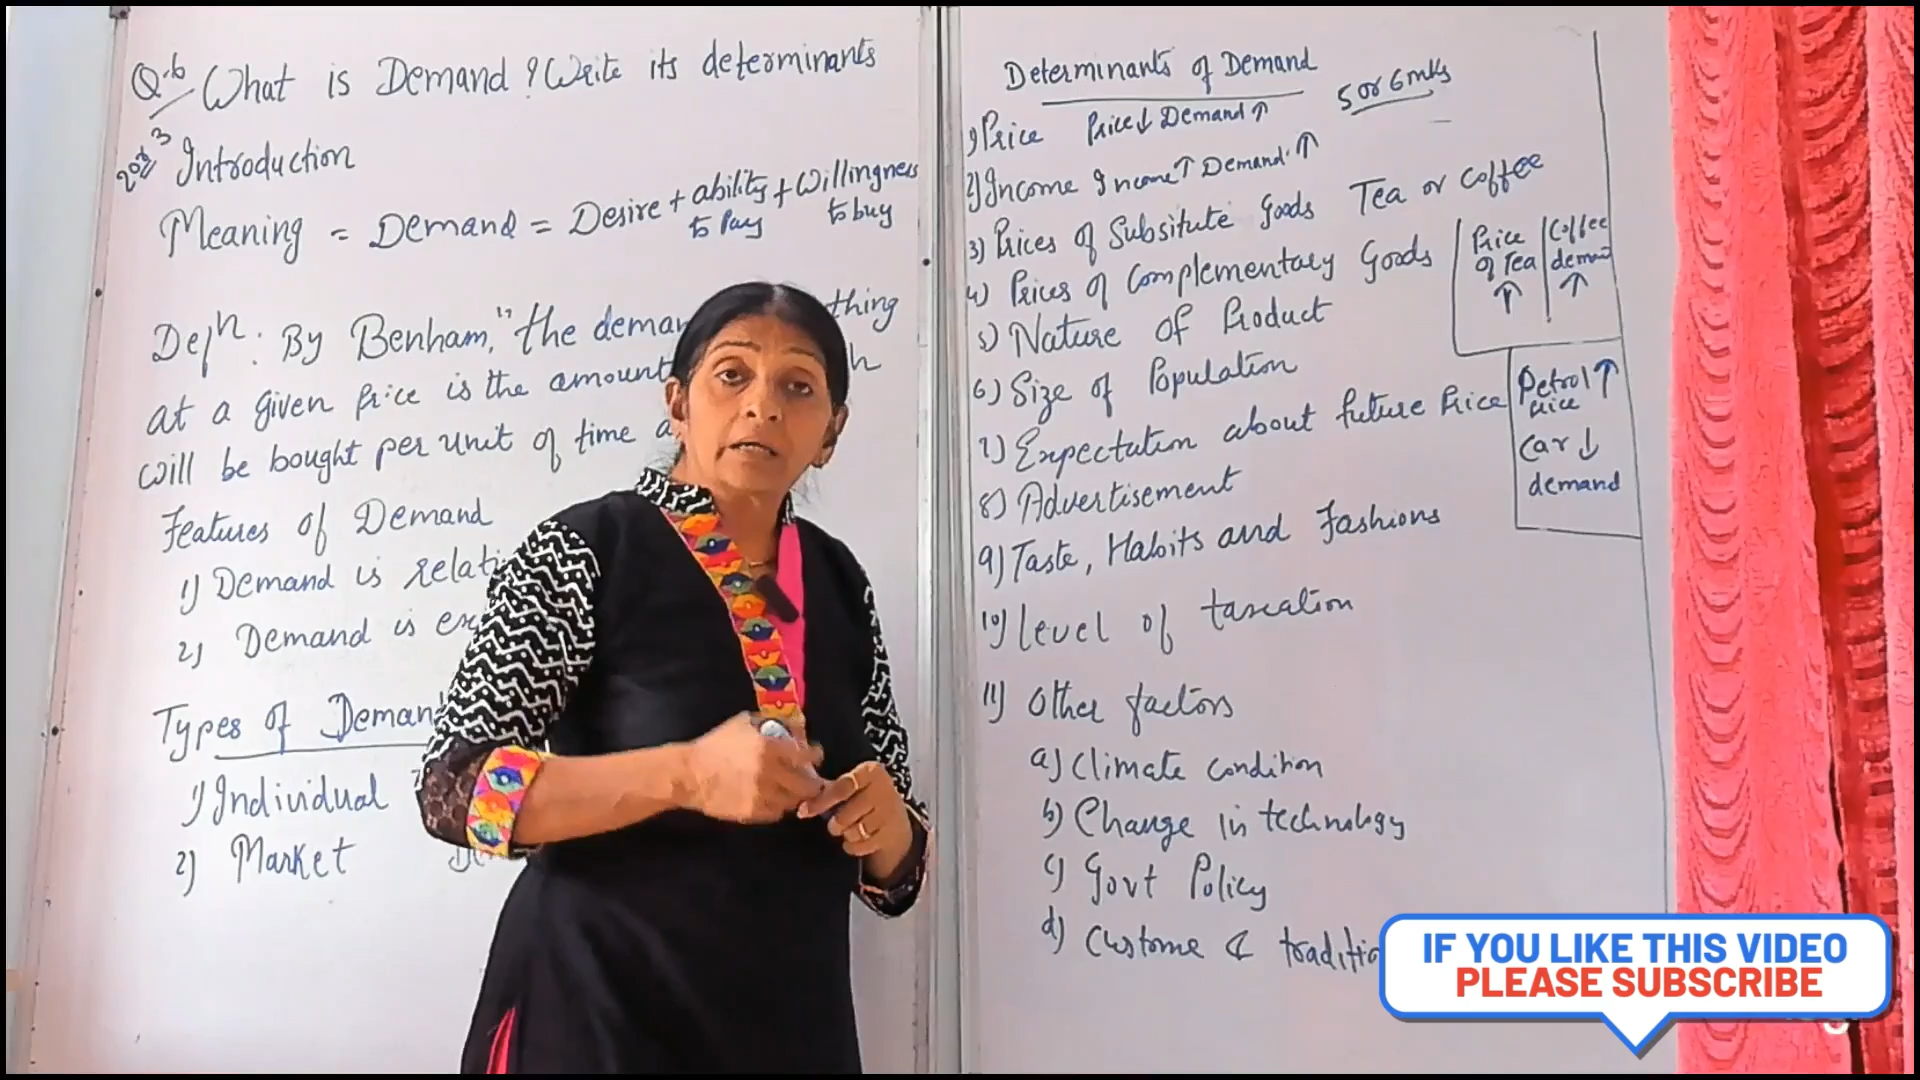 Q.6 What is Demand? Write its determinants
2023 Introduction
Meaning = Demand = Desire + ability + Willingness
to Pay to buy
Defn: By Benham, "the deman thing
at a given price is the amount
will be bought per unit of time a
Features of Demand
1) Demand is relati
2) Demand is ex
Types of Deman
1) Individual
2) Market
Determinants of Demand
5 or 6 mks
1) Price Price↓ Demand↑
2) Income Income↑ Demand↑
3) Prices of Subsitute Goods Tea or Coffee
4) Prices of Complementary Goods
Price of Tea ↑
Coffee demand ↑
5) Nature of Product
6) Size of Population
7) Expectation about future Price
Petrol ↑
Price
Car ↓
demand
8) Advertisement
9) Taste, Habits and Fashions
10) Level of taxation
11) Other factors
a) Climate condition
b) Change in technology
c) Govt Policy
d) Custome & traditio
IF YOU LIKE THIS VIDEO
PLEASE SUBSCRIBE